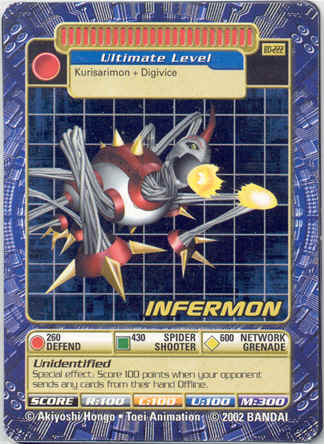 BO-222
Ultimate Level
Kurisarimon + Digivice
INFERMON
260 DEFEND 430 SPIDER SHOOTER 600 NETWORK GRENADE
Unidentified
Special effect. Score 100 points when your opponent
sends any cards from their hand Offline.
SCORE R:100 C:100 U:100 M:300
© Akiyoshi Hongo • Toei Animation © 2002 BANDAI